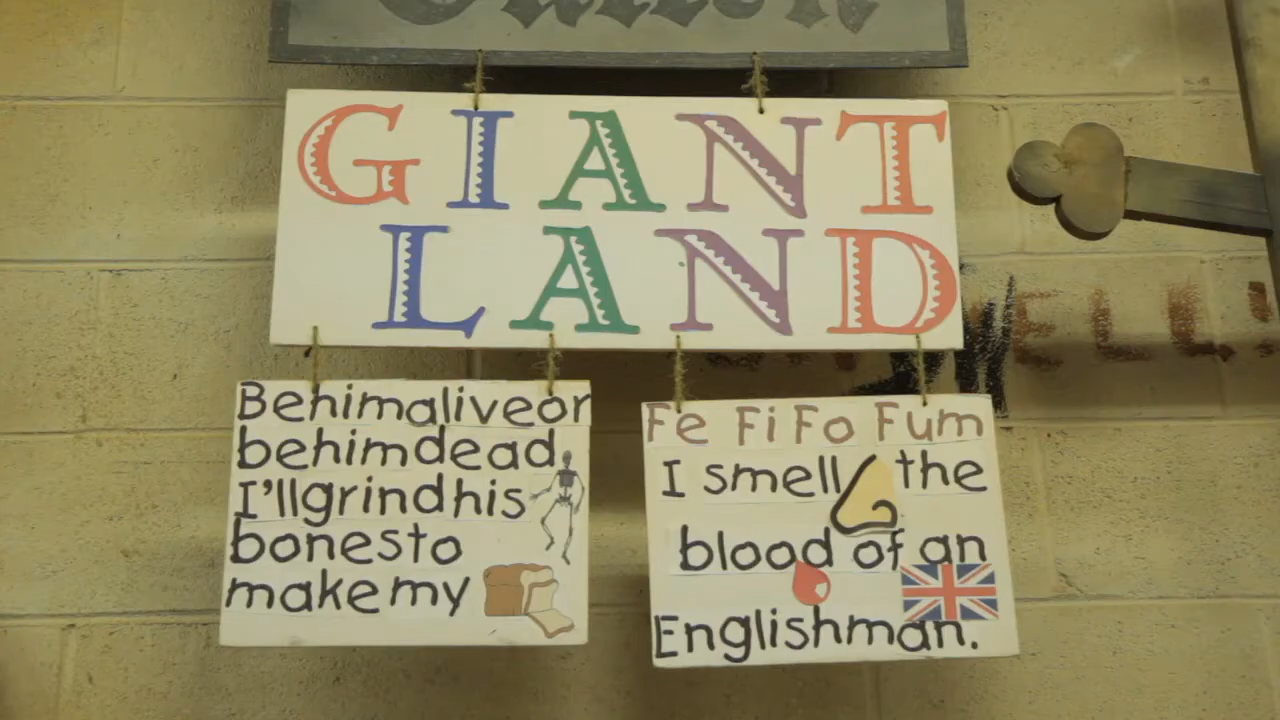 GIANT
LAND
Behimaliveor
behimdead
I'llgrindhis
bonesto
makemy
Fe Fi Fo Fum
I smell the
blood of an
Englishman.